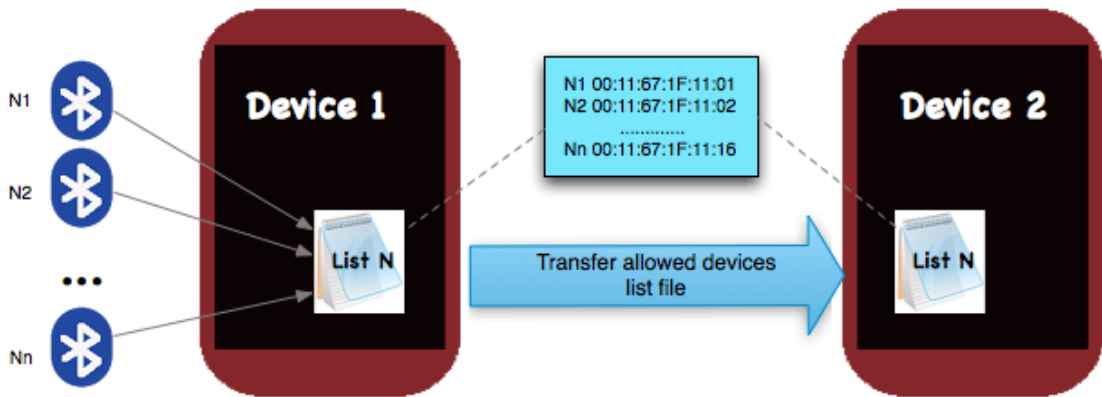 N1
N2
...
Nn
Device 1
List N
N1 00:11:67:1F:11:01
N2 00:11:67:1F:11:02
.............
Nn 00:11:67:1F:11:16
Transfer allowed devices
list file
Device 2
List N